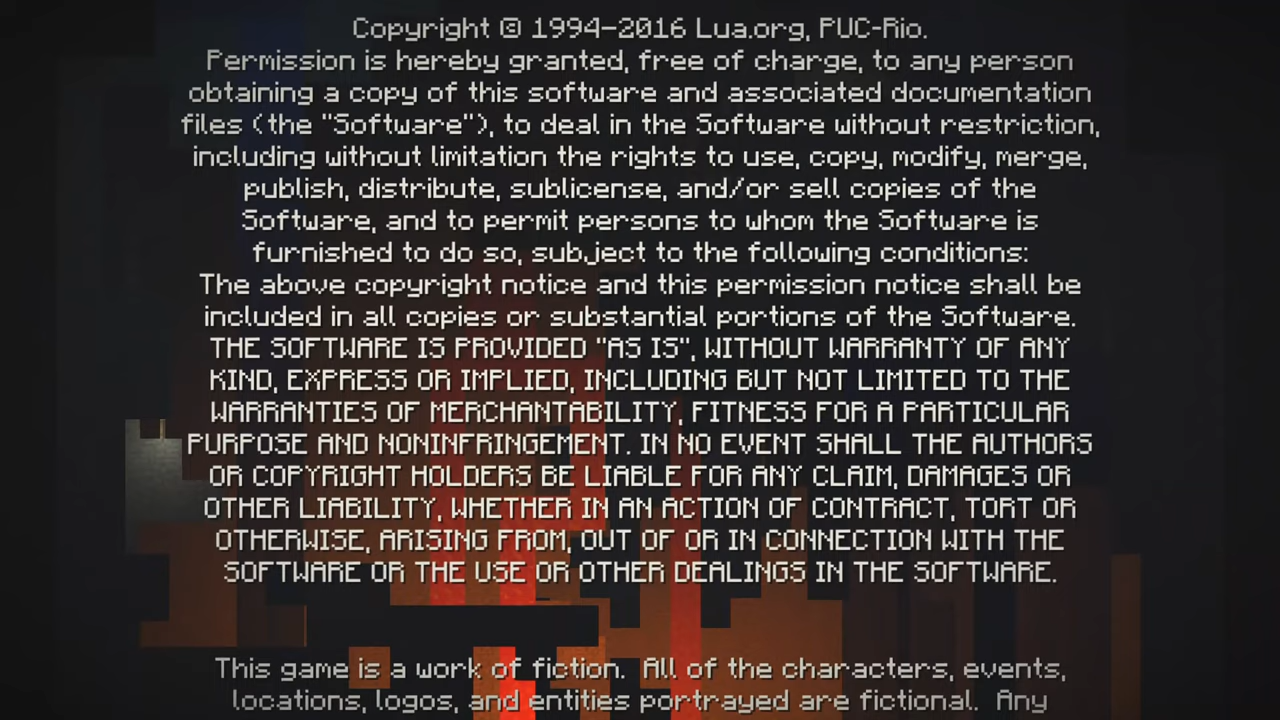 Copyright © 1994–2016 Lua.org, PUC-Rio.
Permission is hereby granted, free of charge, to any person
obtaining a copy of this software and associated documentation
files (the "Software"), to deal in the Software without restriction,
including without limitation the rights to use, copy, modify, merge,
publish, distribute, sublicense, and/or sell copies of the
Software, and to permit persons to whom the Software is
furnished to do so, subject to the following conditions:
The above copyright notice and this permission notice shall be
included in all copies or substantial portions of the Software.
THE SOFTWARE IS PROVIDED "AS IS", WITHOUT WARRANTY OF ANY
KIND, EXPRESS OR IMPLIED, INCLUDING BUT NOT LIMITED TO THE
WARRANTIES OF MERCHANTABILITY, FITNESS FOR A PARTICULAR
PURPOSE AND NONINFRINGEMENT. IN NO EVENT SHALL THE AUTHORS
OR COPYRIGHT HOLDERS BE LIABLE FOR ANY CLAIM, DAMAGES OR
OTHER LIABILITY, WHETHER IN AN ACTION OF CONTRACT, TORT OR
OTHERWISE, ARISING FROM, OUT OF OR IN CONNECTION WITH THE
SOFTWARE OR THE USE OR OTHER DEALINGS IN THE SOFTWARE.
This game is a work of fiction.  All of the characters, events,
locations, logos, and entities portrayed are fictional.  Any